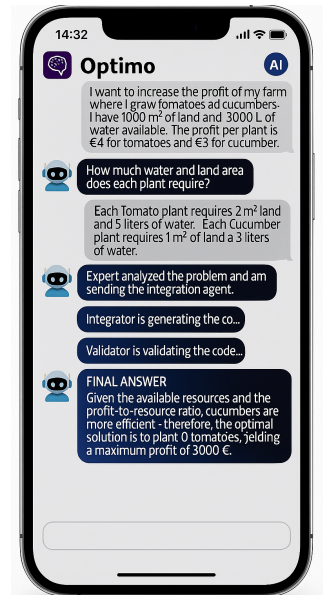 14:32
Optimo
AI
I want to increase the profit of my farm
where I graw fomatoes ad cucumbers.
I have 1000 m² of land and 3000 L of
water available. The profit per plant is
€4 for tomatoes and €3 for cucumber.
How much water and land area
does each plant require?
Each Tomato plant requires 2 m² land
and 5 liters of water. Each Cucumber
plant requires 1 m² of land a 3 liters
of water.
Expert analyzed the problem and am
sending the integration agent.
Integrator is generating the co...
Validator is validating the code...
FINAL ANSWER
Given the available resources and the
profit-to-resource ratio, cucumbers are
more efficient - therefore, the optimal
solution is to plant 0 tomatoes, jelding
a maximum profit of 3000 €.